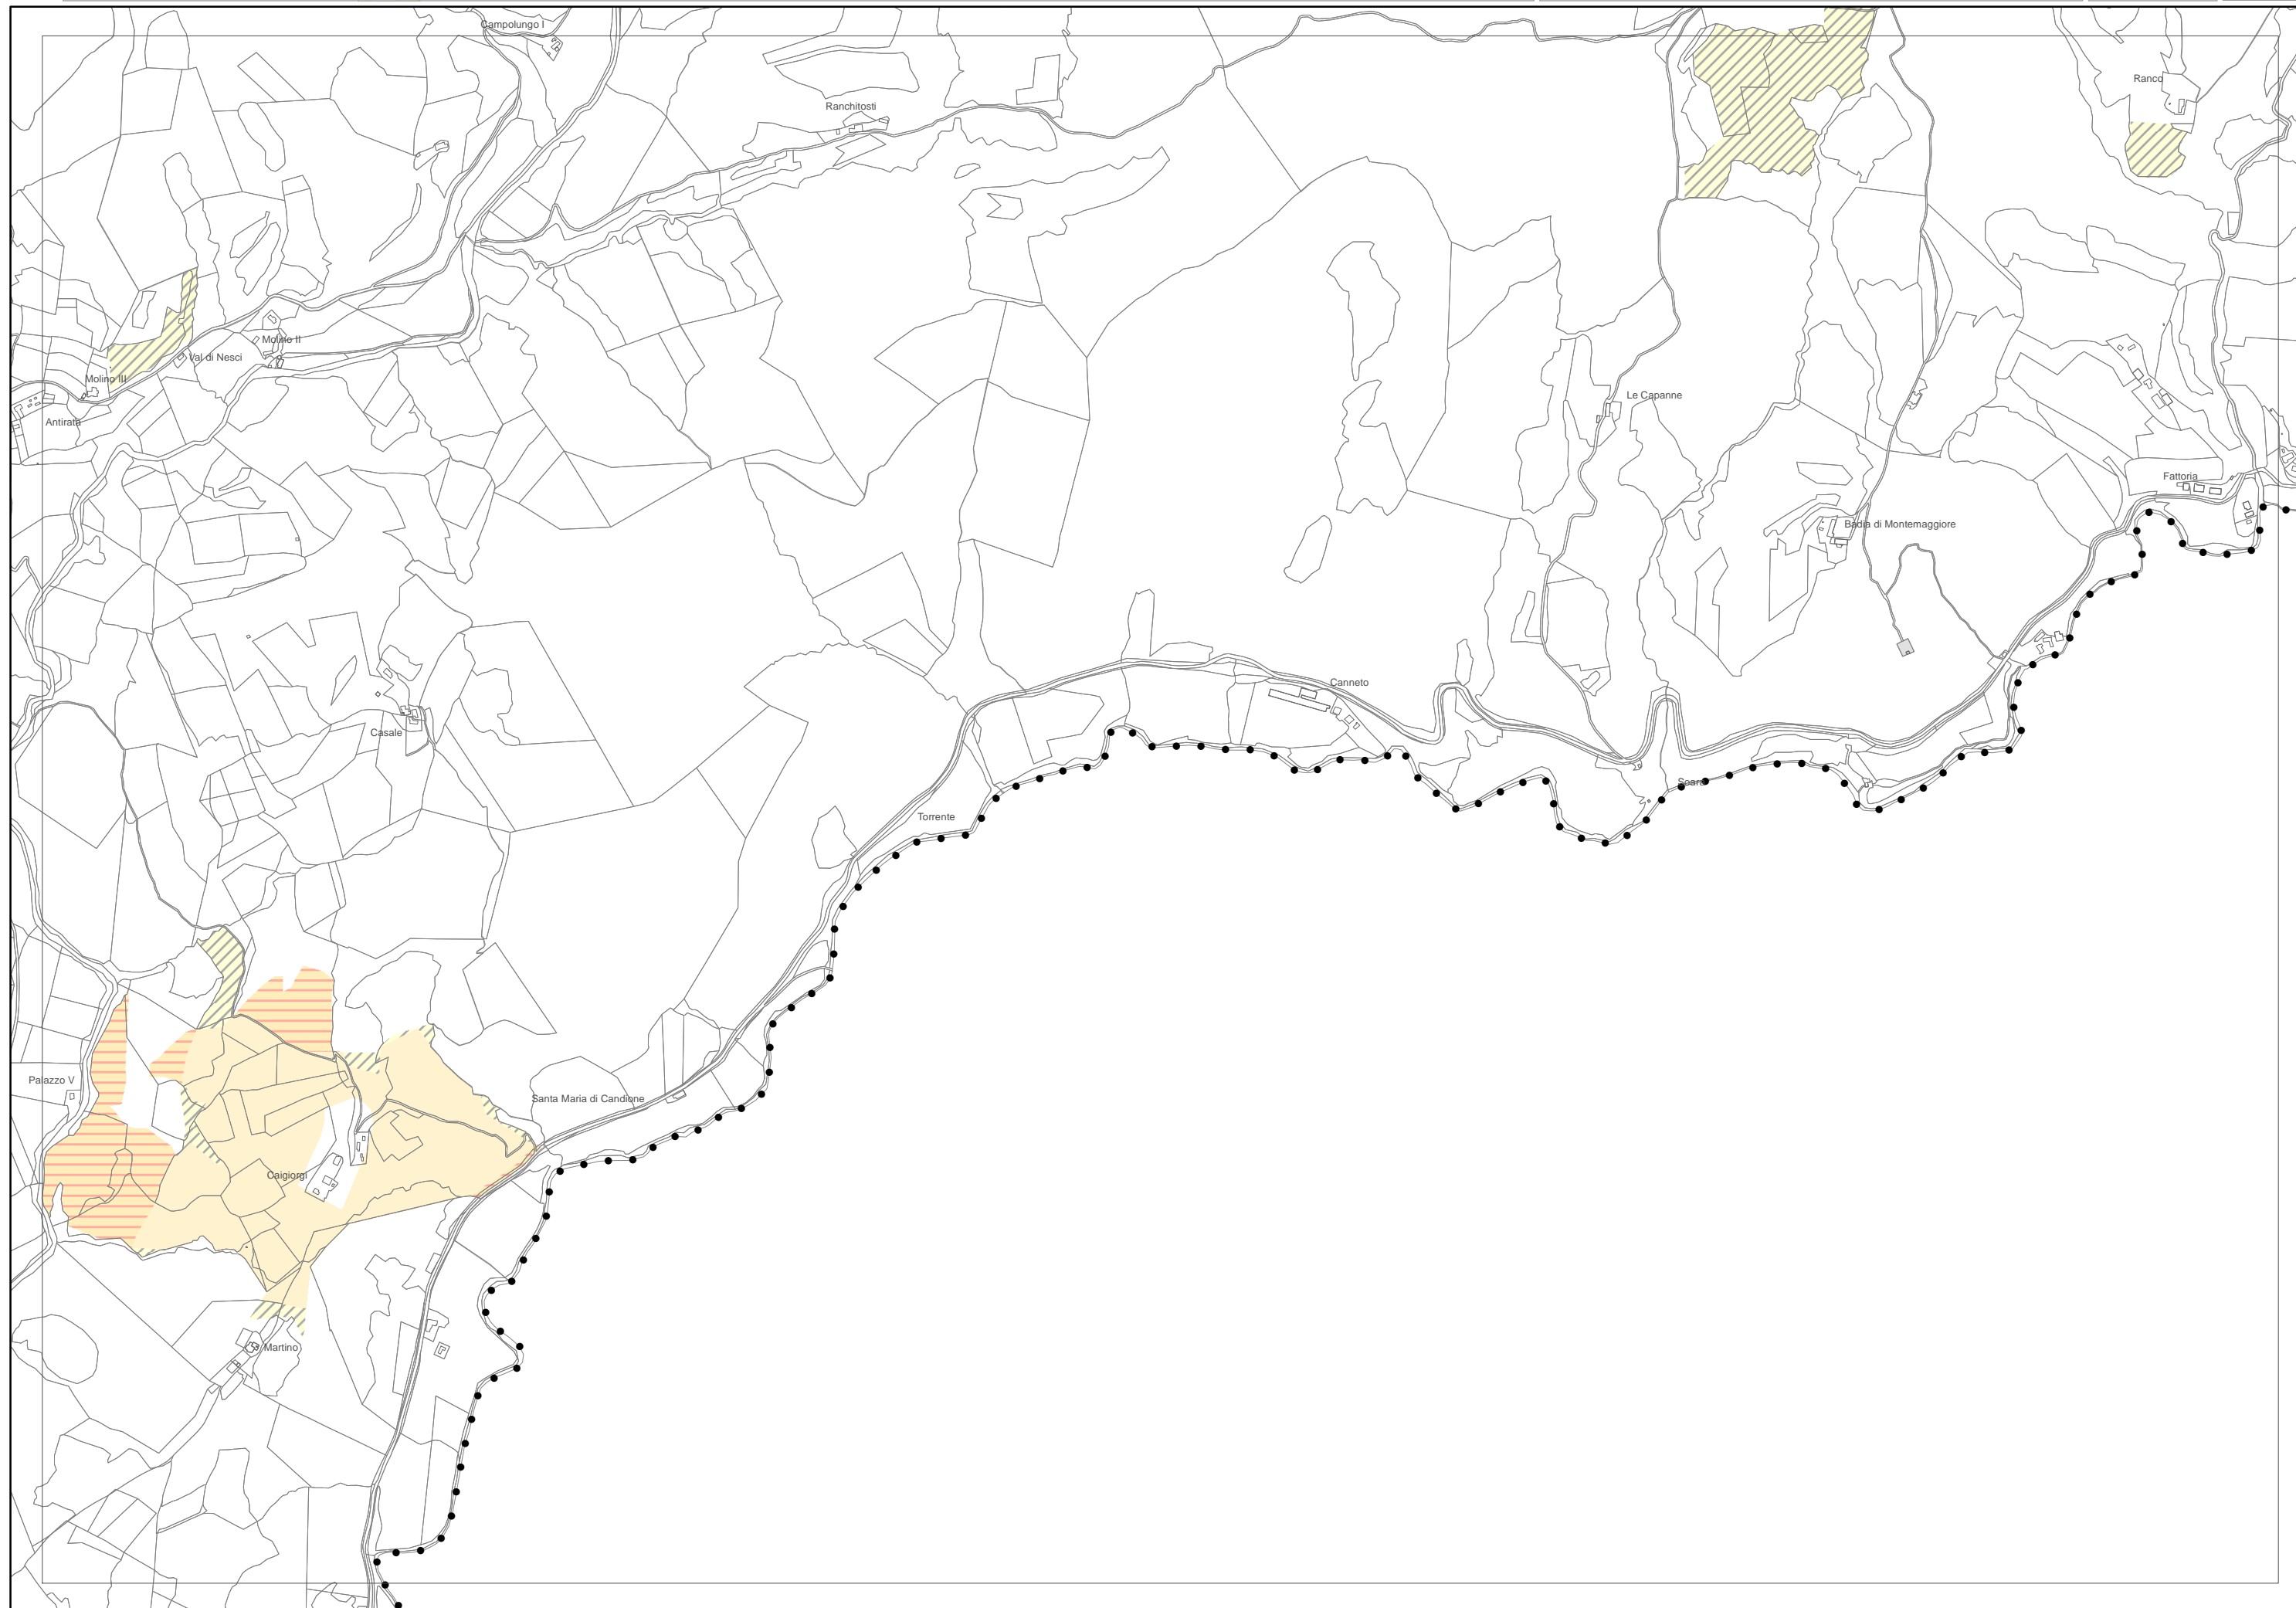 Campolungo I
Ranco
Ranchitosti
Molino II
Val di Nesci
Molino III
Antirata
Le Capanne
Fattoria
Badia di Montemaggiore
Canneto
Casale
Soara
Torrente
Palazzo V
Santa Maria di Candione
Caigiorgi
Martino